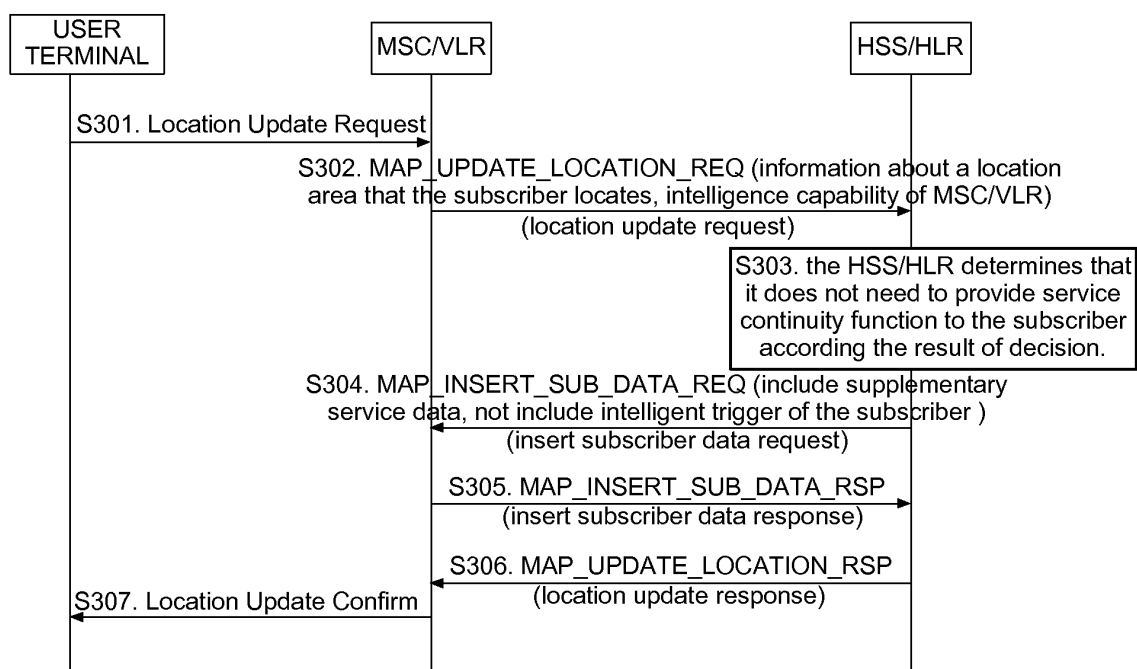 USER
TERMINAL
MSC/VLR
HSS/HLR
S301. Location Update Request
S302. MAP_UPDATE_LOCATION_REQ (information about a location
area that the subscriber locates, intelligence capability of MSC/VLR)
(location update request)
S303. the HSS/HLR determines that
it does not need to provide service
continuity function to the subscriber
according the result of decision.
S304. MAP_INSERT_SUB_DATA_REQ (include supplementary
service data, not include intelligent trigger of the subscriber )
(insert subscriber data request)
S305. MAP_INSERT_SUB_DATA_RSP
(insert subscriber data response)
S306. MAP_UPDATE_LOCATION_RSP
(location update response)
S307. Location Update Confirm